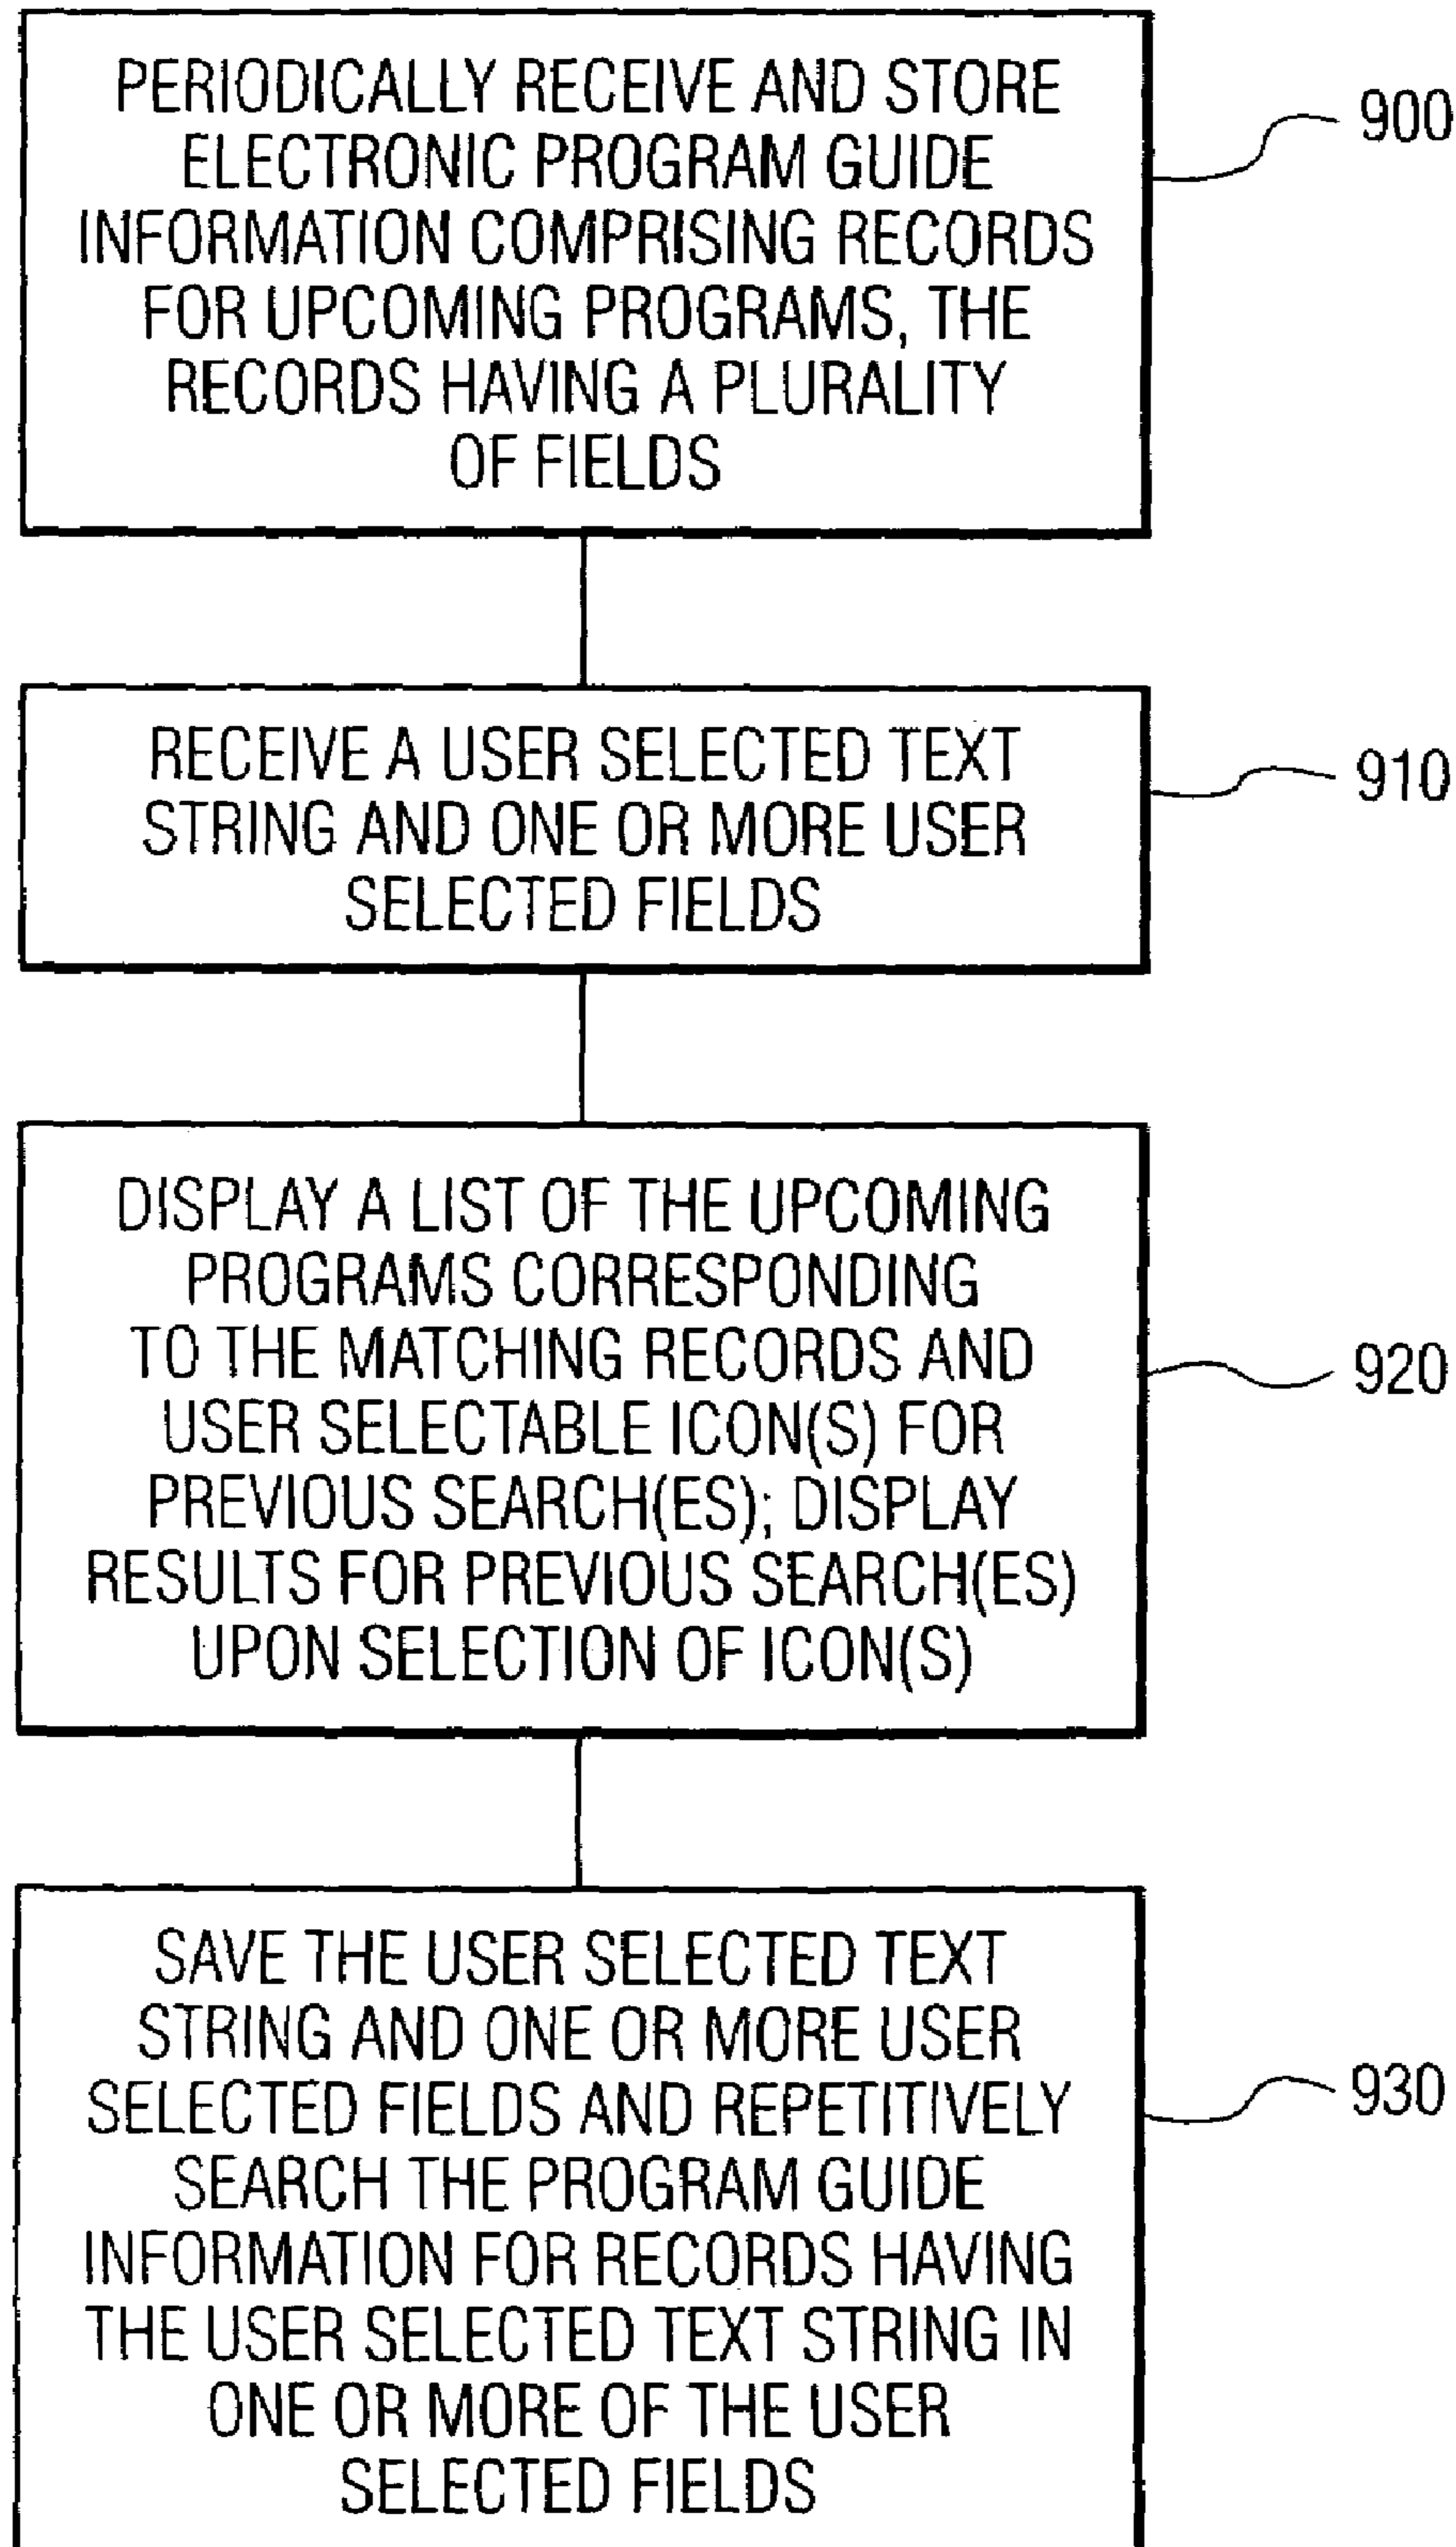 PERIODICALLY RECEIVE AND STORE
ELECTRONIC PROGRAM GUIDE
INFORMATION COMPRISING RECORDS
FOR UPCOMING PROGRAMS, THE
RECORDS HAVING A PLURALITY
OF FIELDS
900
RECEIVE A USER SELECTED TEXT
STRING AND ONE OR MORE USER
SELECTED FIELDS
910
DISPLAY A LIST OF THE UPCOMING
PROGRAMS CORRESPONDING
TO THE MATCHING RECORDS AND
USER SELECTABLE ICON(S) FOR
PREVIOUS SEARCH(ES); DISPLAY
RESULTS FOR PREVIOUS SEARCH(ES)
UPON SELECTION OF ICON(S)
920
SAVE THE USER SELECTED TEXT
STRING AND ONE OR MORE USER
SELECTED FIELDS AND REPETITIVELY
SEARCH THE PROGRAM GUIDE
INFORMATION FOR RECORDS HAVING
THE USER SELECTED TEXT STRING IN
ONE OR MORE OF THE USER
SELECTED FIELDS
930